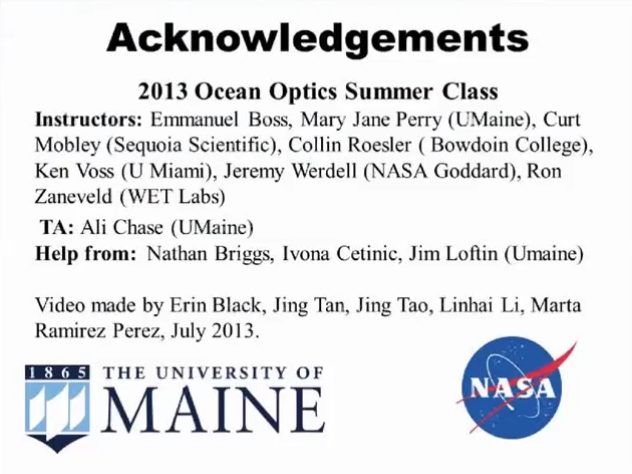 Acknowledgements
2013 Ocean Optics Summer Class
Instructors: Emmanuel Boss, Mary Jane Perry (UMaine), Curt
Mobley (Sequoia Scientific), Collin Roesler ( Bowdoin College),
Ken Voss (U Miami), Jeremy Werdell (NASA Goddard), Ron
Zaneveld (WET Labs)
TA: Ali Chase (UMaine)
Help from: Nathan Briggs, Ivona Cetinic, Jim Loftin (Umaine)
Video made by Erin Black, Jing Tan, Jing Tao, Linhai Li, Marta
Ramirez Perez, July 2013.
1865 THE UNIVERSITY OF
MAINE
NASA